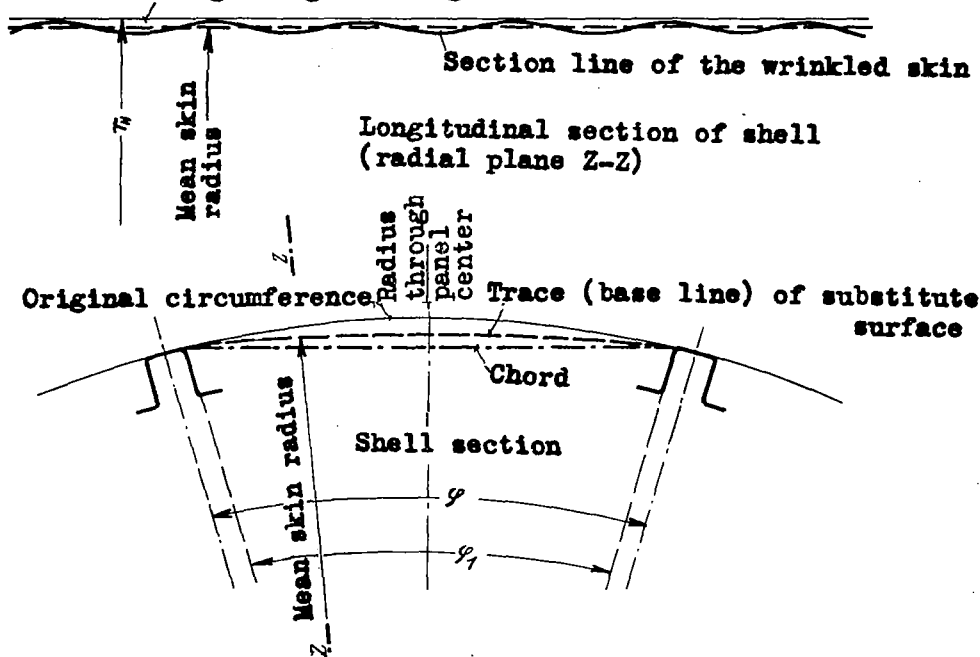 Section line of the wrinkled skin
Mean skin
radius
Longitudinal section of shell
(radial plane Z-Z)
Z
Radius
through
panel
center
Original circumference
Trace (base line) of substitute
surface
Chord
Mean skin radius
Shell section
φ
φ₁
Z